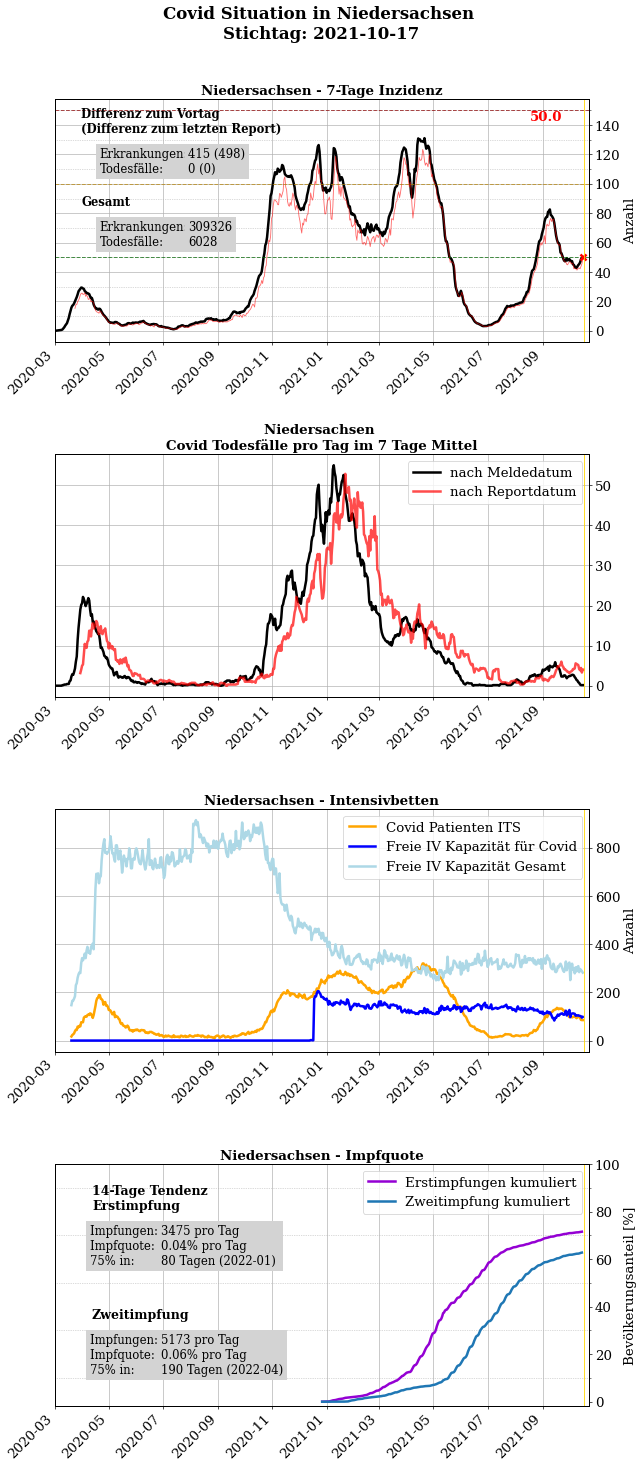 Covid Situation in Niedersachsen
Stichtag: 2021-10-17
Niedersachsen - 7-Tage Inzidenz
Differenz zum Vortag
(Differenz zum letzten Report)
Erkrankungen 415 (498)
Todesfälle: 0 (0)
Gesamt
Erkrankungen 309326
Todesfälle: 6028
50.0
140
120
100
80
60
40
20
0
Anzahl
2020-03
2020-05
2020-07
2020-09
2020-11
2021-01
2021-03
2021-05
2021-07
2021-09
Niedersachsen
Covid Todesfälle pro Tag im 7 Tage Mittel
nach Meldedatum
nach Reportdatum
50
40
30
20
10
0
2020-03
2020-05
2020-07
2020-09
2020-11
2021-01
2021-03
2021-05
2021-07
2021-09
Niedersachsen - Intensivbetten
Covid Patienten ITS
Freie IV Kapazität für Covid
Freie IV Kapazität Gesamt
800
600
400
200
0
Anzahl
2020-03
2020-05
2020-07
2020-09
2020-11
2021-01
2021-03
2021-05
2021-07
2021-09
Niedersachsen - Impfquote
14-Tage Tendenz
Erstimpfung
Impfungen: 3475 pro Tag
Impfquote: 0.04% pro Tag
75% in: 80 Tagen (2022-01)
Zweitimpfung
Impfungen: 5173 pro Tag
Impfquote: 0.06% pro Tag
75% in: 190 Tagen (2022-04)
Erstimpfungen kumuliert
Zweitimpfung kumuliert
100
80
60
40
20
0
Bevölkerungsanteil [%]
2020-03
2020-05
2020-07
2020-09
2020-11
2021-01
2021-03
2021-05
2021-07
2021-09